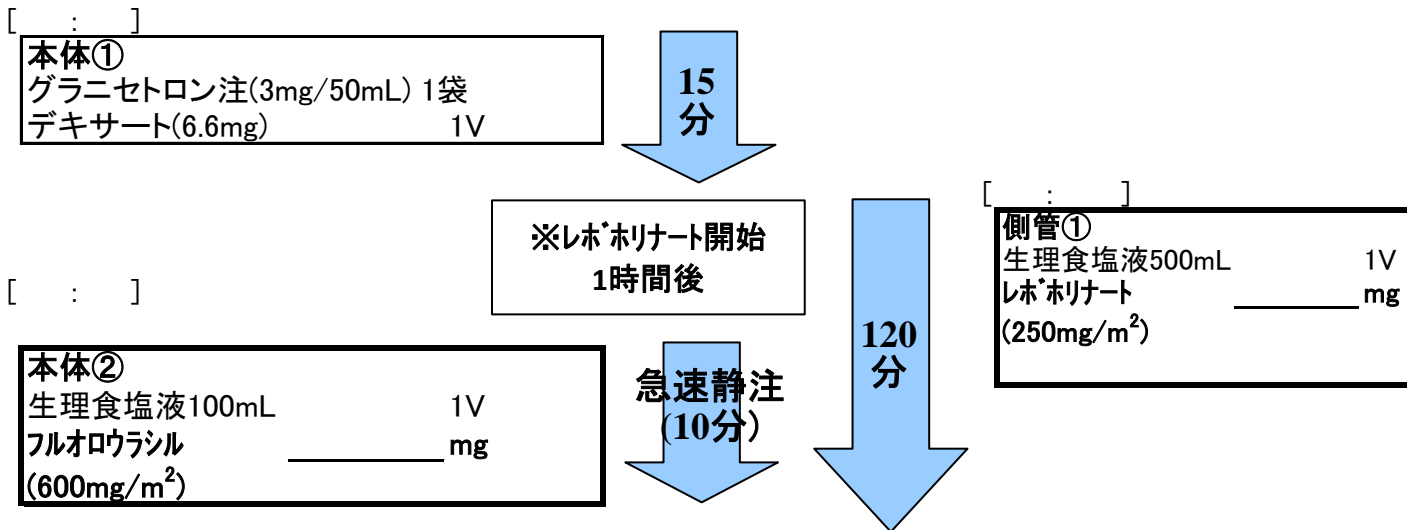 [ : ]
本体①
グラニセトロン注(3mg/50mL) 1袋
デキサート(6.6mg) 1V
15
分
※ﾚﾎﾞﾎﾘﾅｰﾄ開始
1時間後
[ : ]
側管①
生理食塩液500mL 1V
ﾚﾎﾞﾎﾘﾅｰﾄ ________ mg
(250mg/m²)
120
分
[ : ]
本体②
生理食塩液100mL 1V
ﾌﾙｵﾛｳﾗｼﾙ ________ mg
(600mg/m²)
急速静注
(10分)